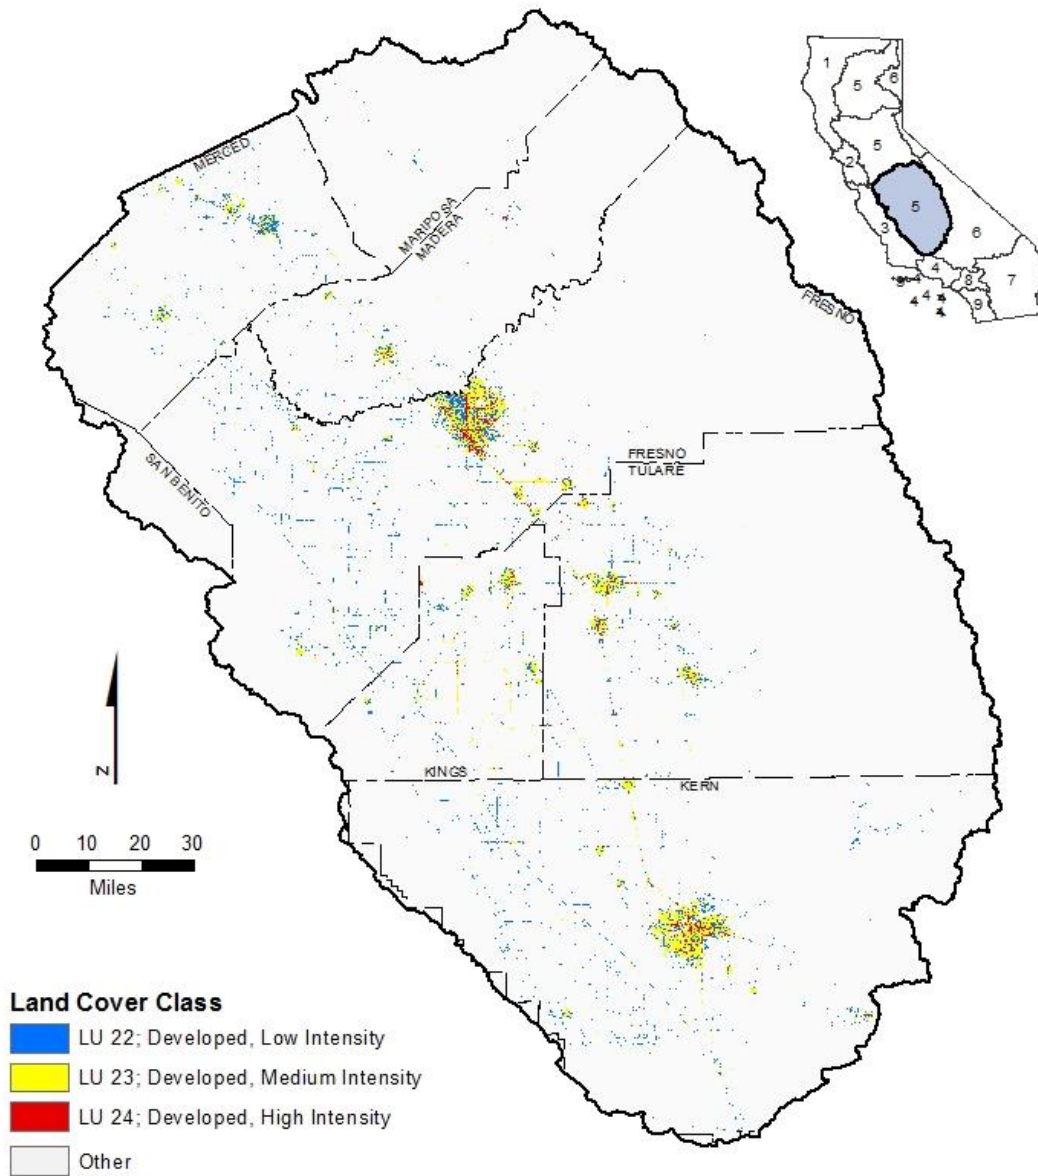 MERCED
MARIPOSA
MADERA
FRESNO
SAN BENITO
FRESNO
TULARE
KINGS
KERN
1
5
6
5
2
5
3
6
4
7
8
9
4
4
N
0 10 20 30
Miles
Land Cover Class
LU 22; Developed, Low Intensity
LU 23; Developed, Medium Intensity
LU 24; Developed, High Intensity
Other